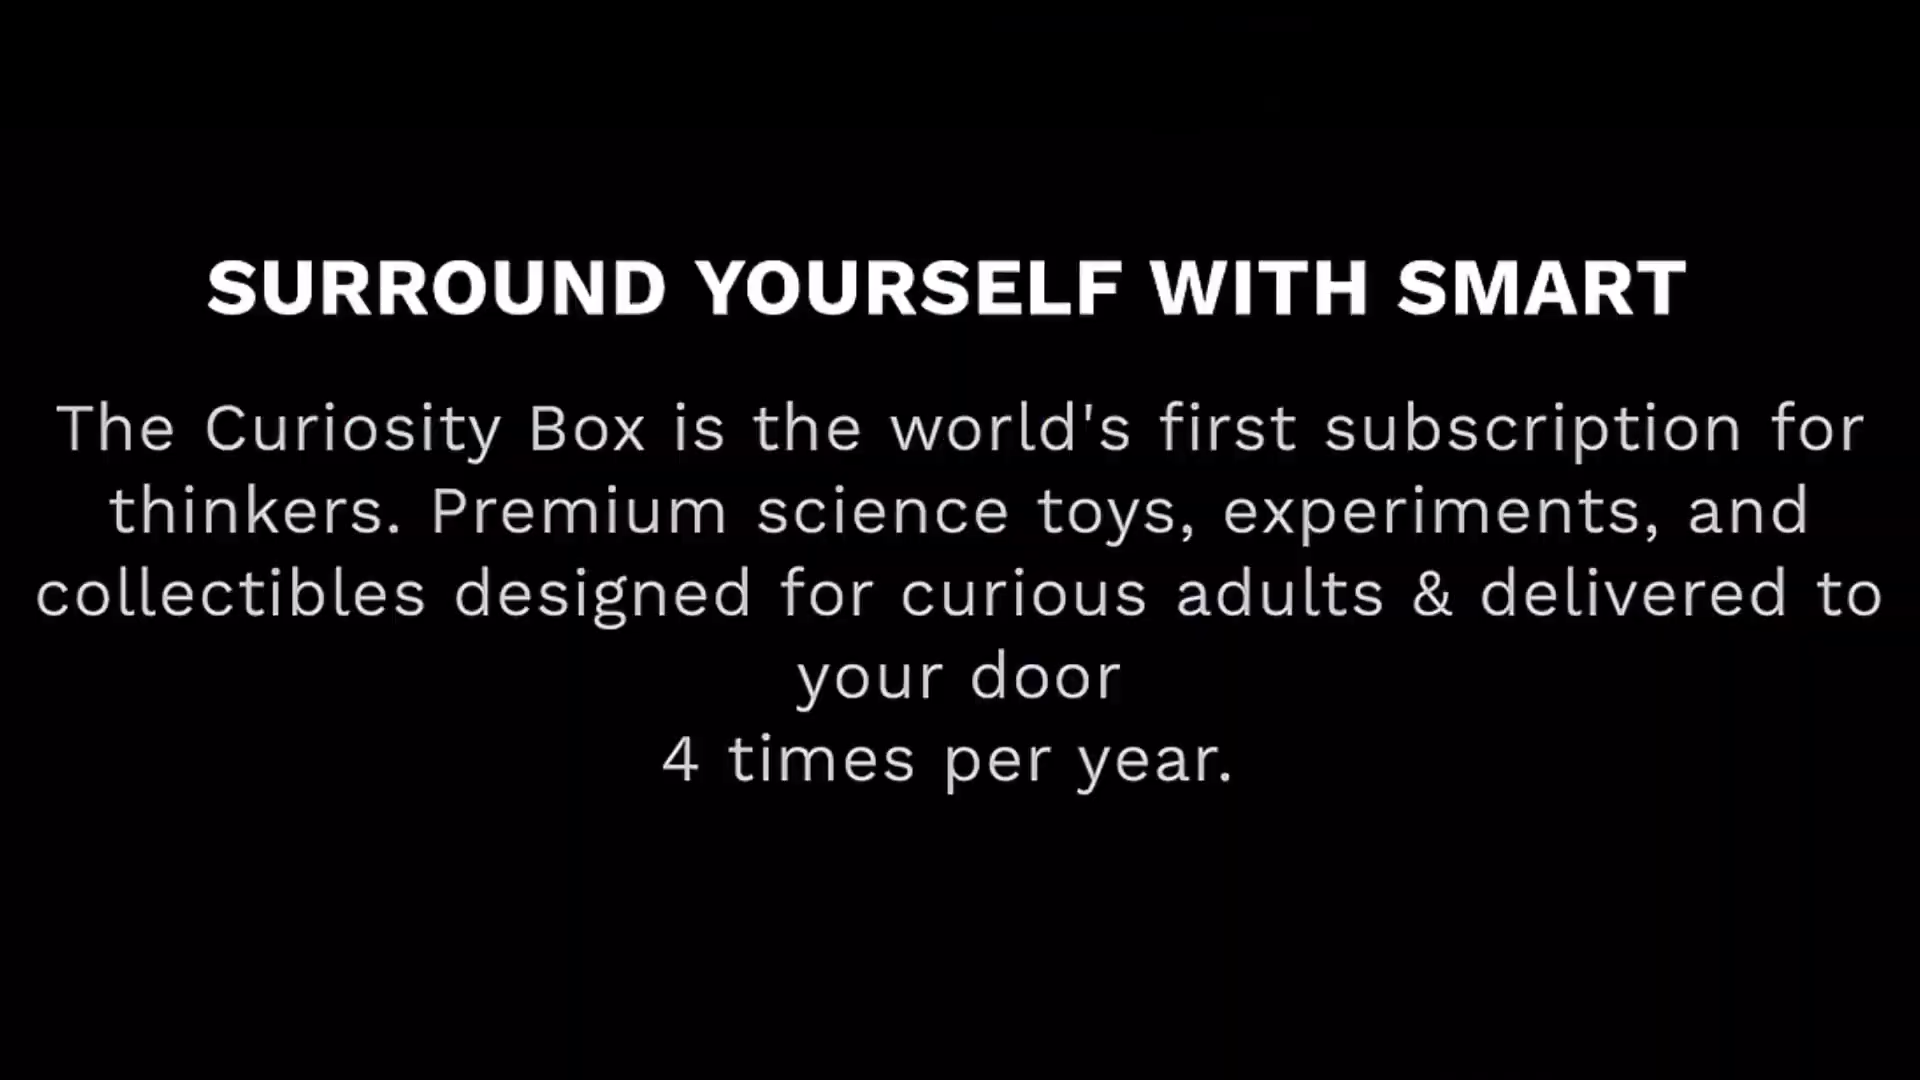 SURROUND YOURSELF WITH SMART
The Curiosity Box is the world's first subscription for
thinkers. Premium science toys, experiments, and
collectibles designed for curious adults & delivered to
your door
4 times per year.